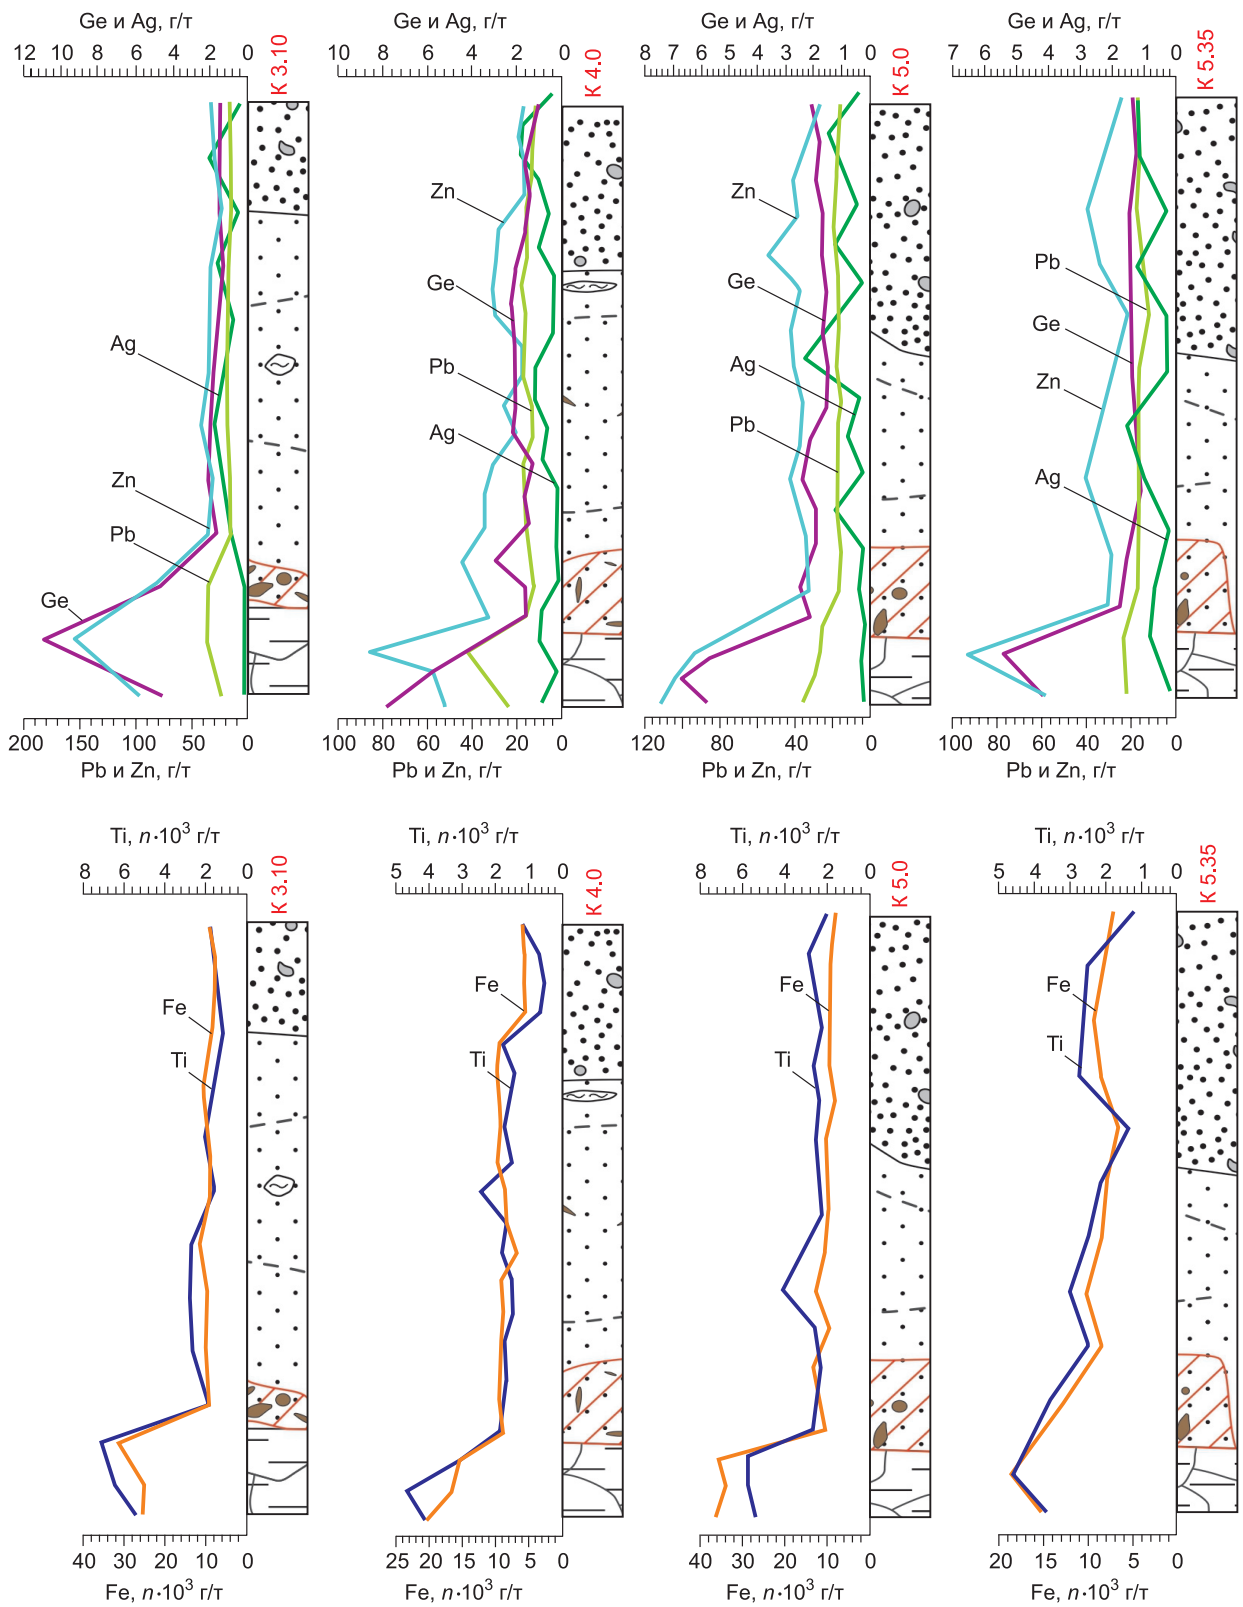 Ge и Ag, г/т
12 10 8 6 4 2 0
К 3.10
Ag
Zn
Pb
Ge
200 150 100 50 0
Pb и Zn, г/т
Ge и Ag, г/т
10 8 6 4 2 0
К 4.0
Zn
Ge
Pb
Ag
100 80 60 40 20 0
Pb и Zn, г/т
Ge и Ag, г/т
8 7 6 5 4 3 2 1 0
К 5.0
Zn
Ge
Ag
Pb
120 80 40 0
Pb и Zn, г/т
Ge и Ag, г/т
7 6 5 4 3 2 1 0
К 5.35
Pb
Ge
Zn
Ag
100 80 60 40 20 0
Pb и Zn, г/т
Ti, n·10³ г/т
8 6 4 2 0
К 3.10
Fe
Ti
40 30 20 10 0
Fe, n·10³ г/т
Ti, n·10³ г/т
5 4 3 2 1 0
К 4.0
Fe
Ti
25 20 15 10 5 0
Fe, n·10³ г/т
Ti, n·10³ г/т
8 6 4 2 0
К 5.0
Fe
Ti
40 30 20 10 0
Fe, n·10³ г/т
Ti, n·10³ г/т
5 4 3 2 1 0
К 5.35
Fe
Ti
20 15 10 5 0
Fe, n·10³ г/т